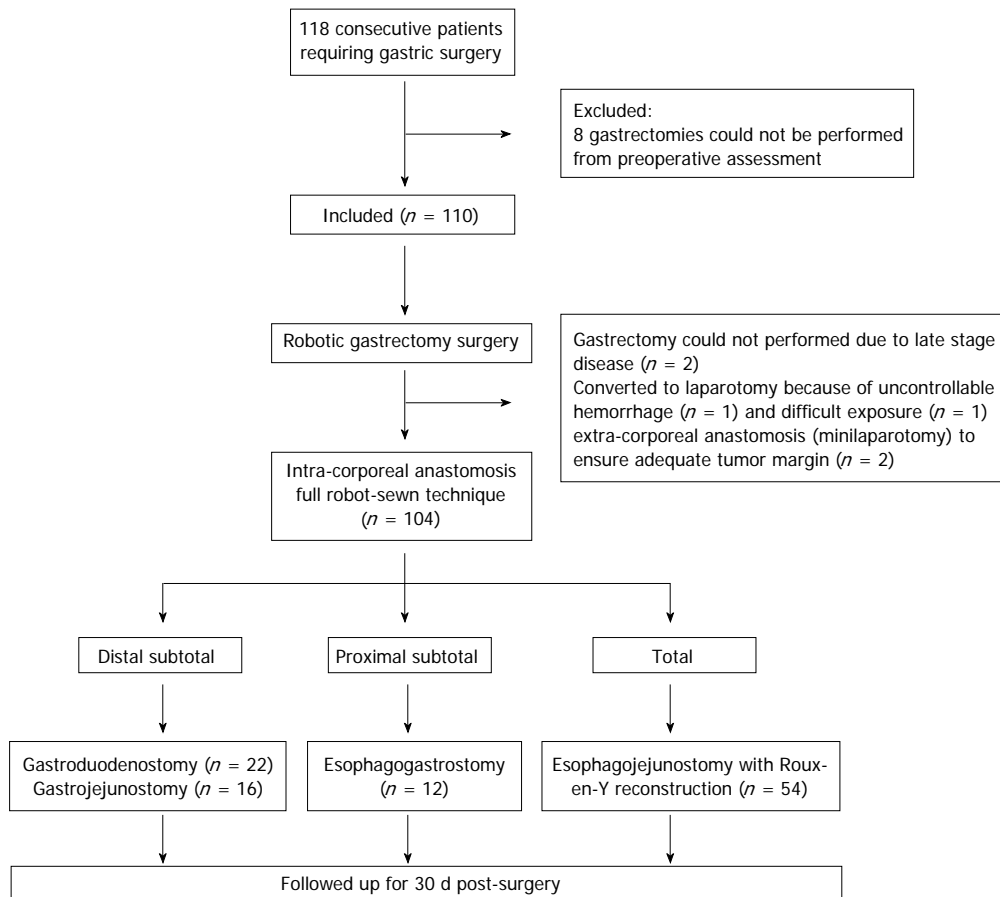 118 consecutive patients
requiring gastric surgery
Excluded:
8 gastrectomies could not be performed
from preoperative assessment
Included (n = 110)
Robotic gastrectomy surgery
Gastrectomy could not performed due to late stage
disease (n = 2)
Converted to laparotomy because of uncontrollable
hemorrhage (n = 1) and difficult exposure (n = 1)
extra-corporeal anastomosis (minilaparotomy) to
ensure adequate tumor margin (n = 2)
Intra-corporeal anastomosis
full robot-sewn technique
(n = 104)
Distal subtotal
Proximal subtotal
Total
Gastroduodenostomy (n = 22)
Gastrojejunostomy (n = 16)
Esophagogastrostomy
(n = 12)
Esophagojejunostomy with Roux-
en-Y reconstruction (n = 54)
Followed up for 30 d post-surgery